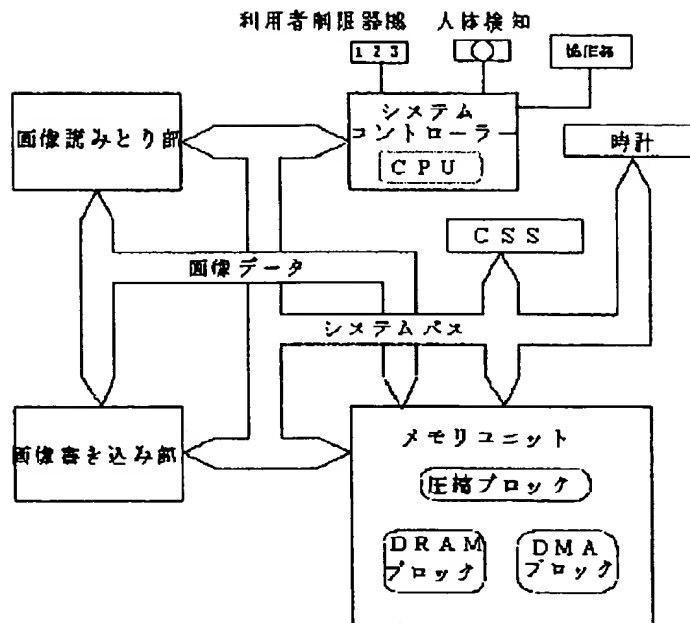 利用者制限器機
人体検知
1 2 3
システム
コントローラー
CPU
画像読みとり部
時計
CSS
画像データ
システムバス
画像書き込み部
メモリユニット
圧縮ブロック
DRAM
ブロック
DMA
ブロック